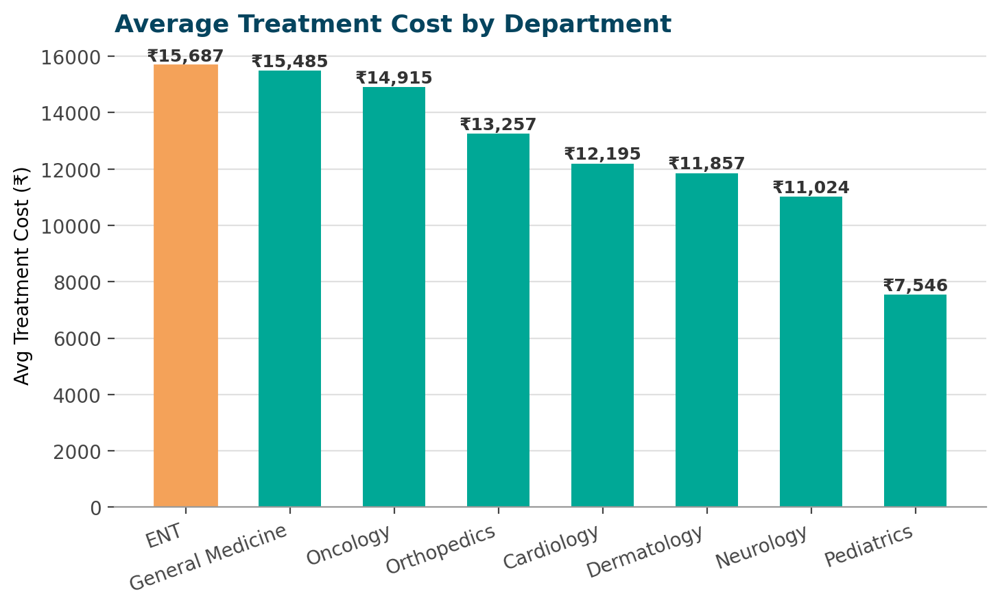 Average Treatment Cost by Department
Avg Treatment Cost (₹)
16000
14000
12000
10000
8000
6000
4000
2000
0
₹15,687
₹15,485
₹14,915
₹13,257
₹12,195
₹11,857
₹11,024
₹7,546
ENT
General Medicine
Oncology
Orthopedics
Cardiology
Dermatology
Neurology
Pediatrics